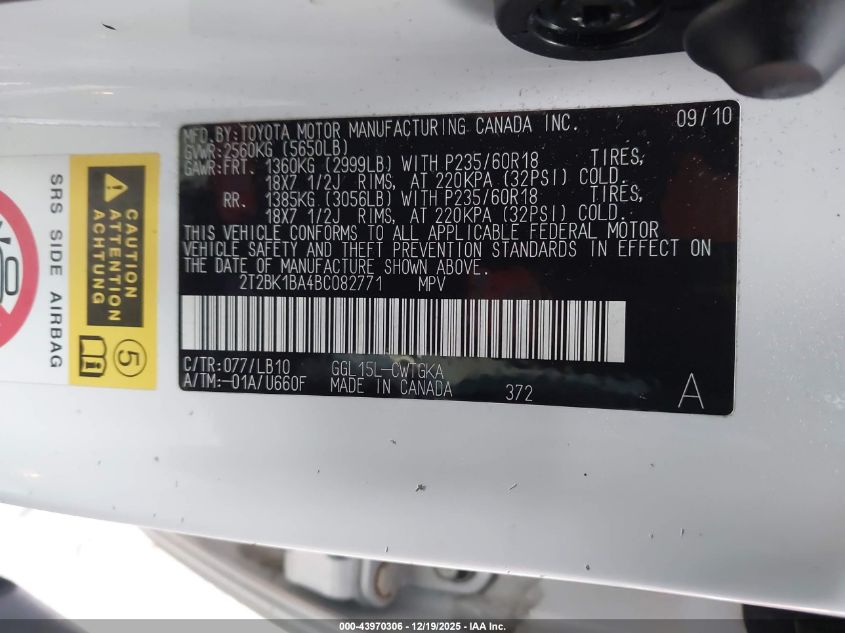 MFD.BY:TOYOTA MOTOR MANUFACTURING CANADA INC. 09/10
GVWR:2560KG (5650LB)
GAWR:FRT. 1360KG (2999LB) WITH P235/60R18 TIRES,
18X7 1/2J RIMS, AT 220KPA (32PSI) COLD.
RR. 1385KG (3056LB) WITH P235/60R18 TIRES,
18X7 1/2J RIMS, AT 220KPA (32PSI) COLD.
THIS VEHICLE CONFORMS TO ALL APPLICABLE FEDERAL MOTOR
VEHICLE SAFETY AND THEFT PREVENTION STANDARDS IN EFFECT ON
THE DATE OF MANUFACTURE SHOWN ABOVE.
2T2BK1BA4BC082771 MPV
C/TR:077/LB10 GGL15L-CWTGKA
A/TM:-01A/U660F MADE IN CANADA 372 A
CAUTION
ATTENTION
ACHTUNG
5
SRS SIDE AIRBAG
000-43970306 - 12/19/2025 - IAA Inc.